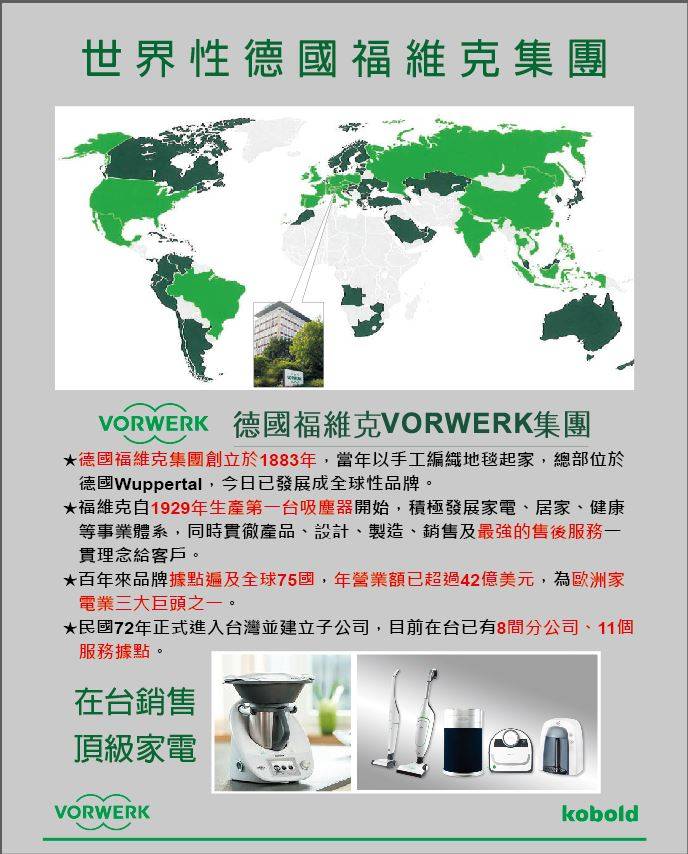 世界性德國福維克集團
VORWERK
VORWERK 德國福維克VORWERK集團
★德國福維克集團創立於1883年，當年以手工編織地毯起家，總部位於
德國Wuppertal，今日已發展成全球性品牌。
★福維克自1929年生產第一台吸塵器開始，積極發展家電、居家、健康
等事業體系，同時貫徹產品、設計、製造、銷售及最強的售後服務一
貫理念給客戶。
★百年來品牌據點遍及全球75國，年營業額已超過42億美元，為歐洲家
電業三大巨頭之一。
★民國72年正式進入台灣並建立子公司，目前在台已有8間分公司、11個
服務據點。
在台銷售
頂級家電
VORWERK
kobold